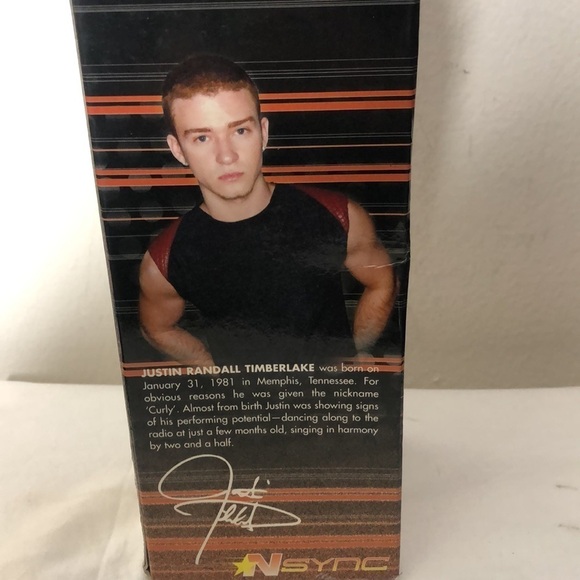 JUSTIN RANDALL TIMBERLAKE was born on
January 31, 1981 in Memphis, Tennessee. For
obvious reasons he was given the nickname
'Curly'. Almost from birth Justin was showing signs
of his performing potential—dancing along to the
radio at just a few months old, singing in harmony
by two and a half.
NSYNC